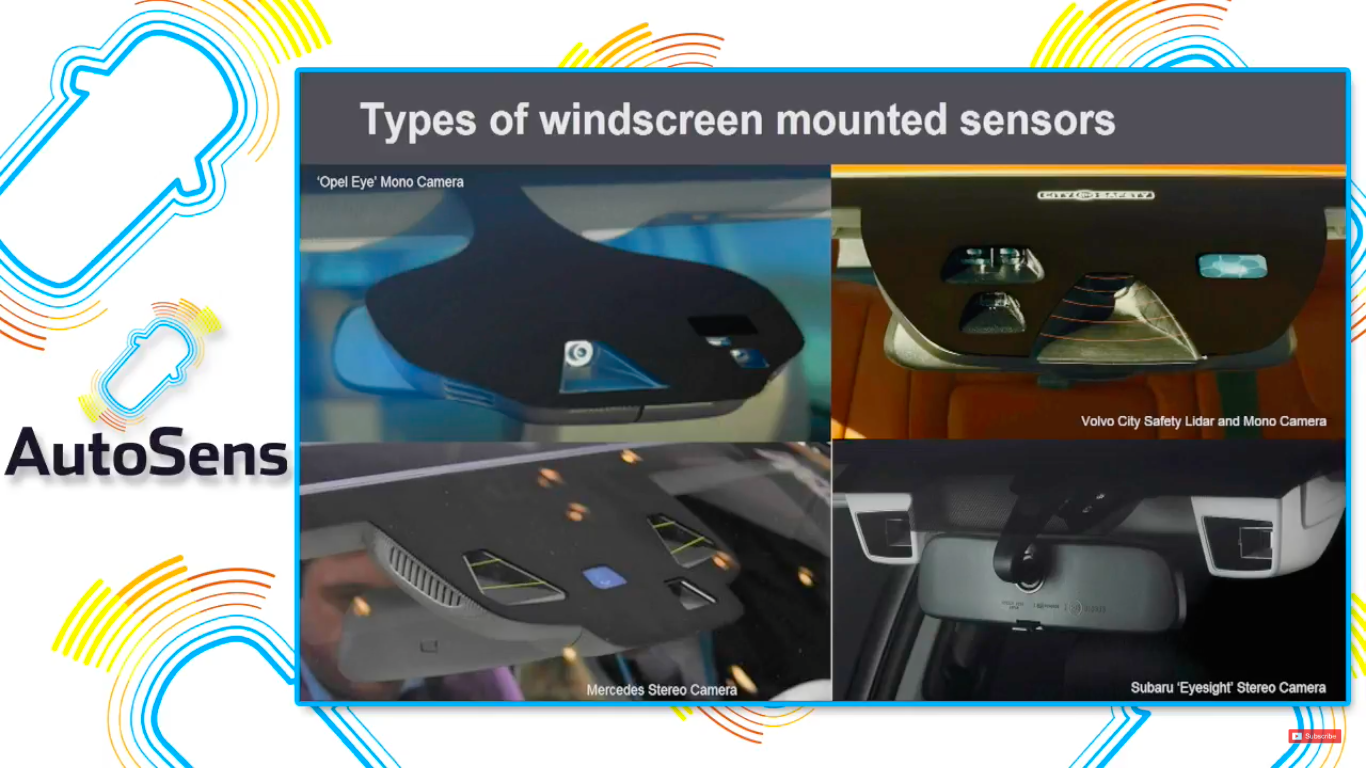 Types of windscreen mounted sensors
'Opel Eye' Mono Camera
CITY SAFETY
Volvo City Safety Lidar and Mono Camera
AutoSens
Mercedes Stereo Camera
Subaru 'Eyesight' Stereo Camera
Subscribe